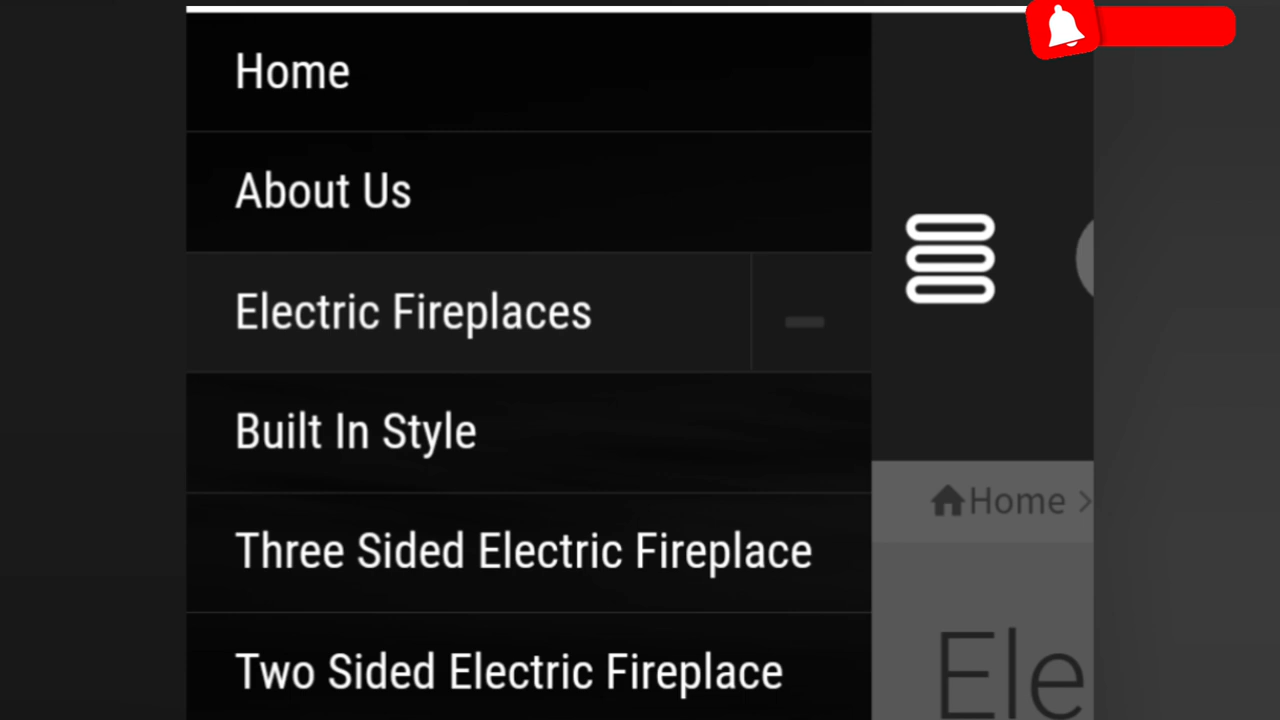 Home
About Us
Electric Fireplaces
Built In Style
Three Sided Electric Fireplace
Two Sided Electric Fireplace
Home >
Ele